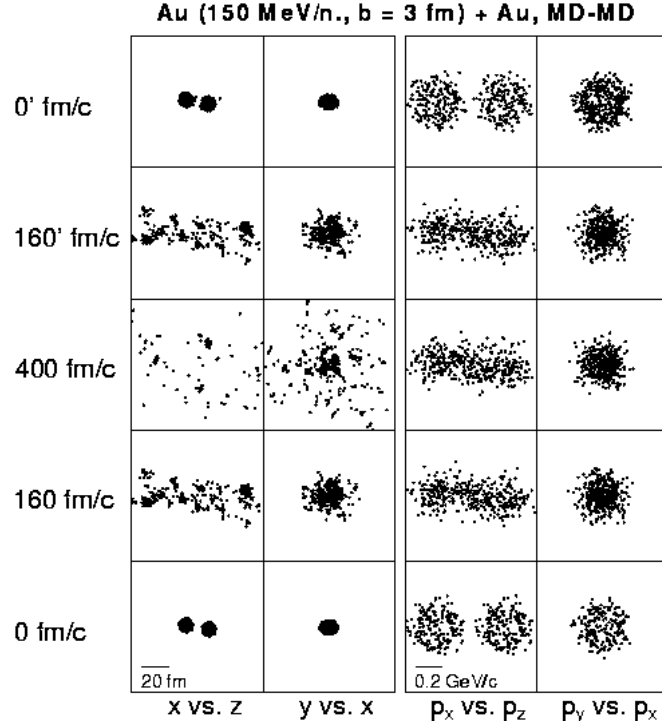 Au (150 MeV/n., b = 3 fm) + Au, MD-MD
0' fm/c
160' fm/c
400 fm/c
160 fm/c
0 fm/c
20 fm
0.2 GeV/c
x vs. z
y vs. x
px vs. pz
py vs. px